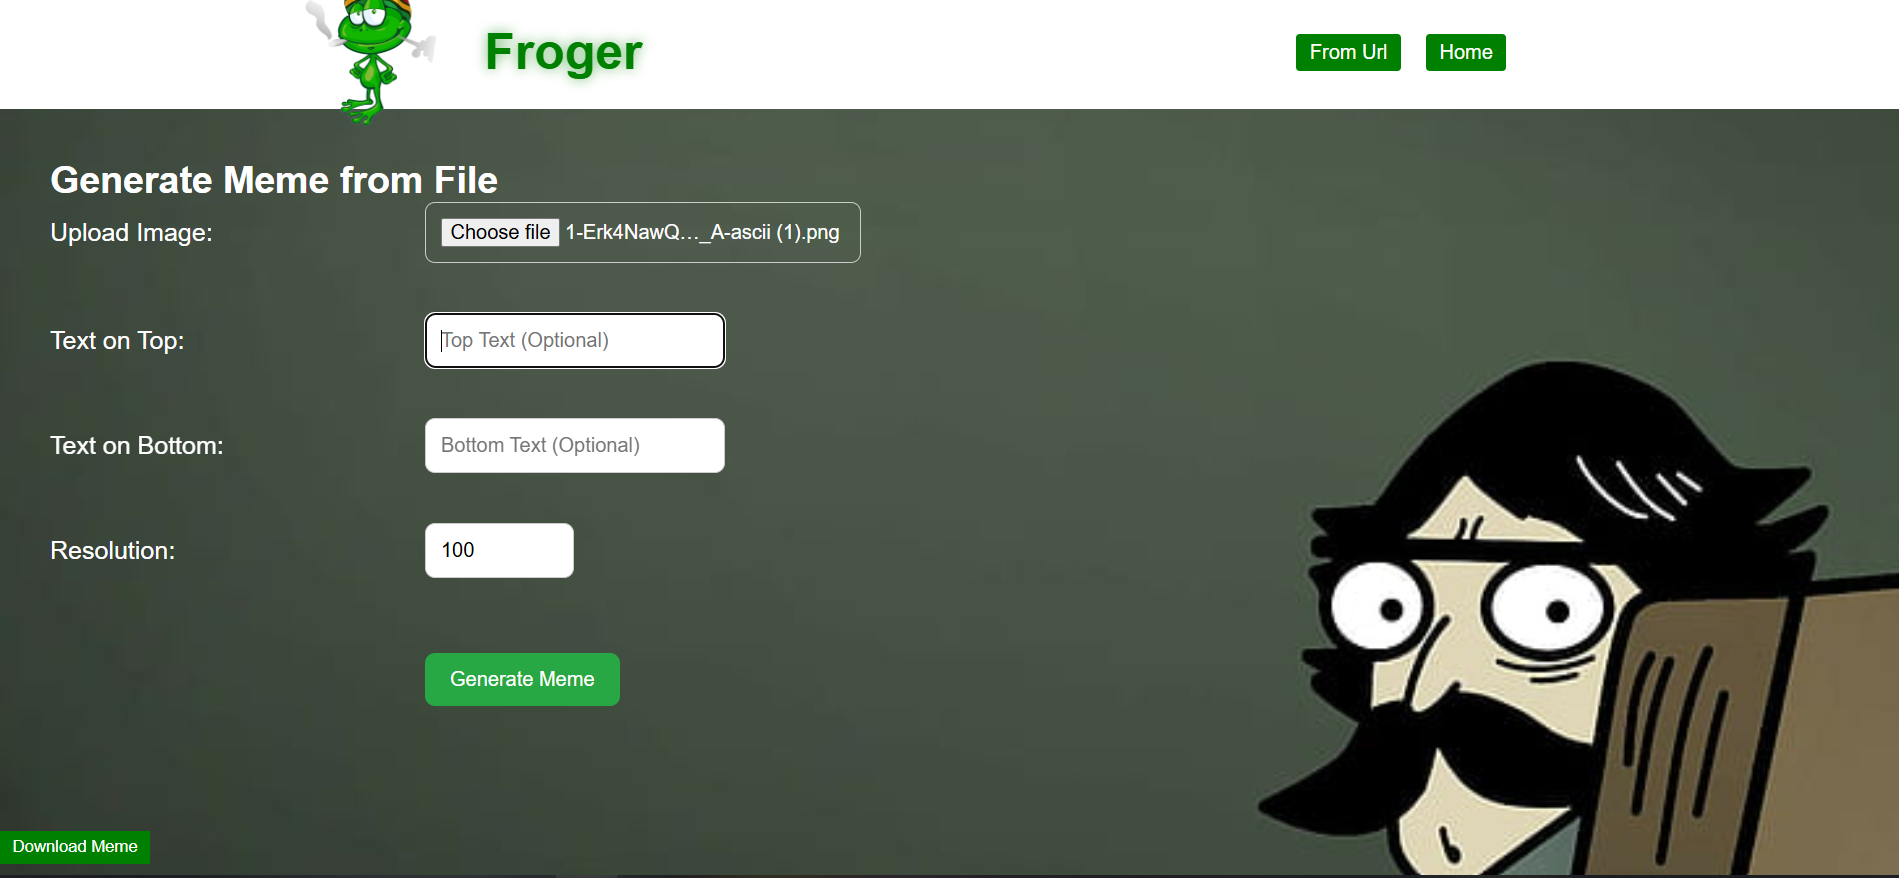 Froger
From Url
Home
Generate Meme from File
Upload Image:
Choose file 1-Erk4NawQ..._A-ascii (1).png
Text on Top:
Top Text (Optional)
Text on Bottom:
Bottom Text (Optional)
Resolution:
100
Generate Meme
Download Meme